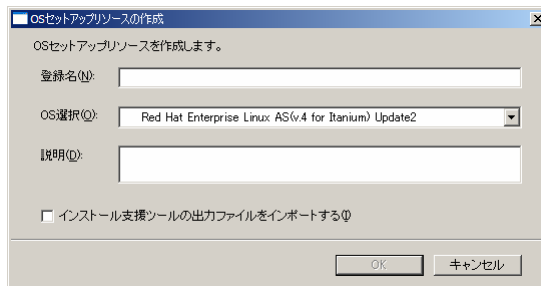 OSセットアップリソースの作成
OSセットアップリソースを作成します。
登録名(N):
OS選択(O): Red Hat Enterprise Linux AS(v.4 for Itanium) Update2
説明(D):
インストール支援ツールの出力ファイルをインポートする(I)
OK キャンセル